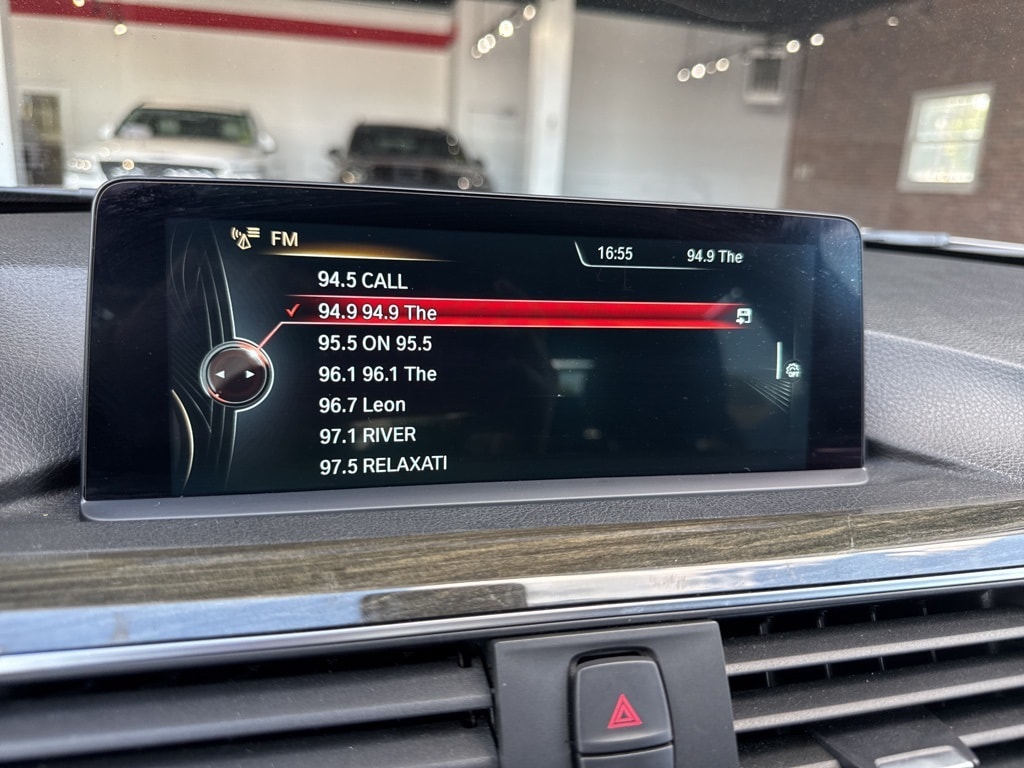 FM
16:55 94.9 The
94.5 CALL
94.9 94.9 The
95.5 ON 95.5
96.1 96.1 The
96.7 Leon
97.1 RIVER
97.5 RELAXATI
OPT